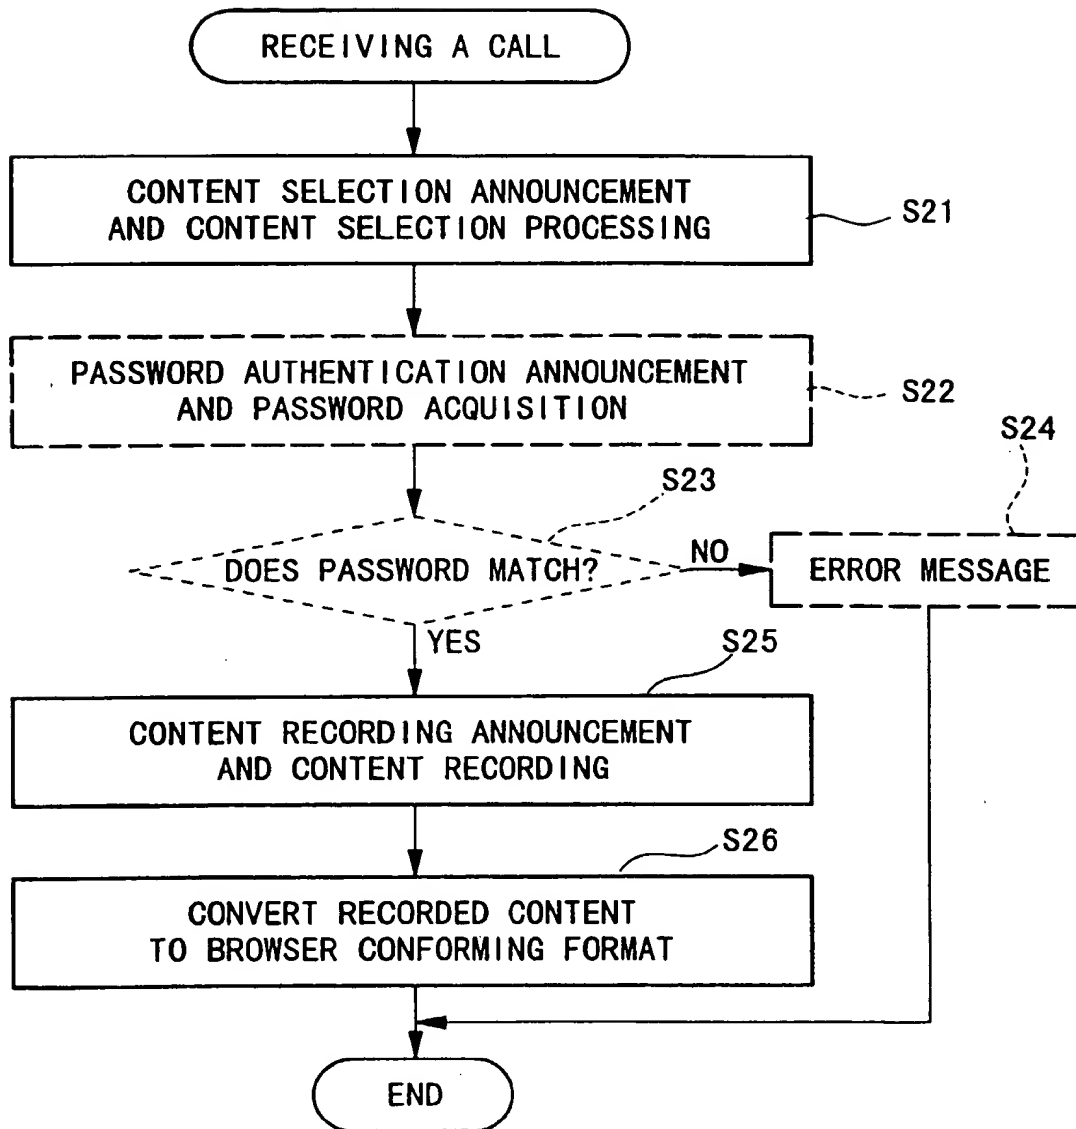 RECEIVING A CALL
CONTENT SELECTION ANNOUNCEMENT
AND CONTENT SELECTION PROCESSING
S21
PASSWORD AUTHENTICATION ANNOUNCEMENT
AND PASSWORD ACQUISITION
S22
S24
S23
DOES PASSWORD MATCH?
NO
ERROR MESSAGE
YES
S25
CONTENT RECORDING ANNOUNCEMENT
AND CONTENT RECORDING
S26
CONVERT RECORDED CONTENT
TO BROWSER CONFORMING FORMAT
END